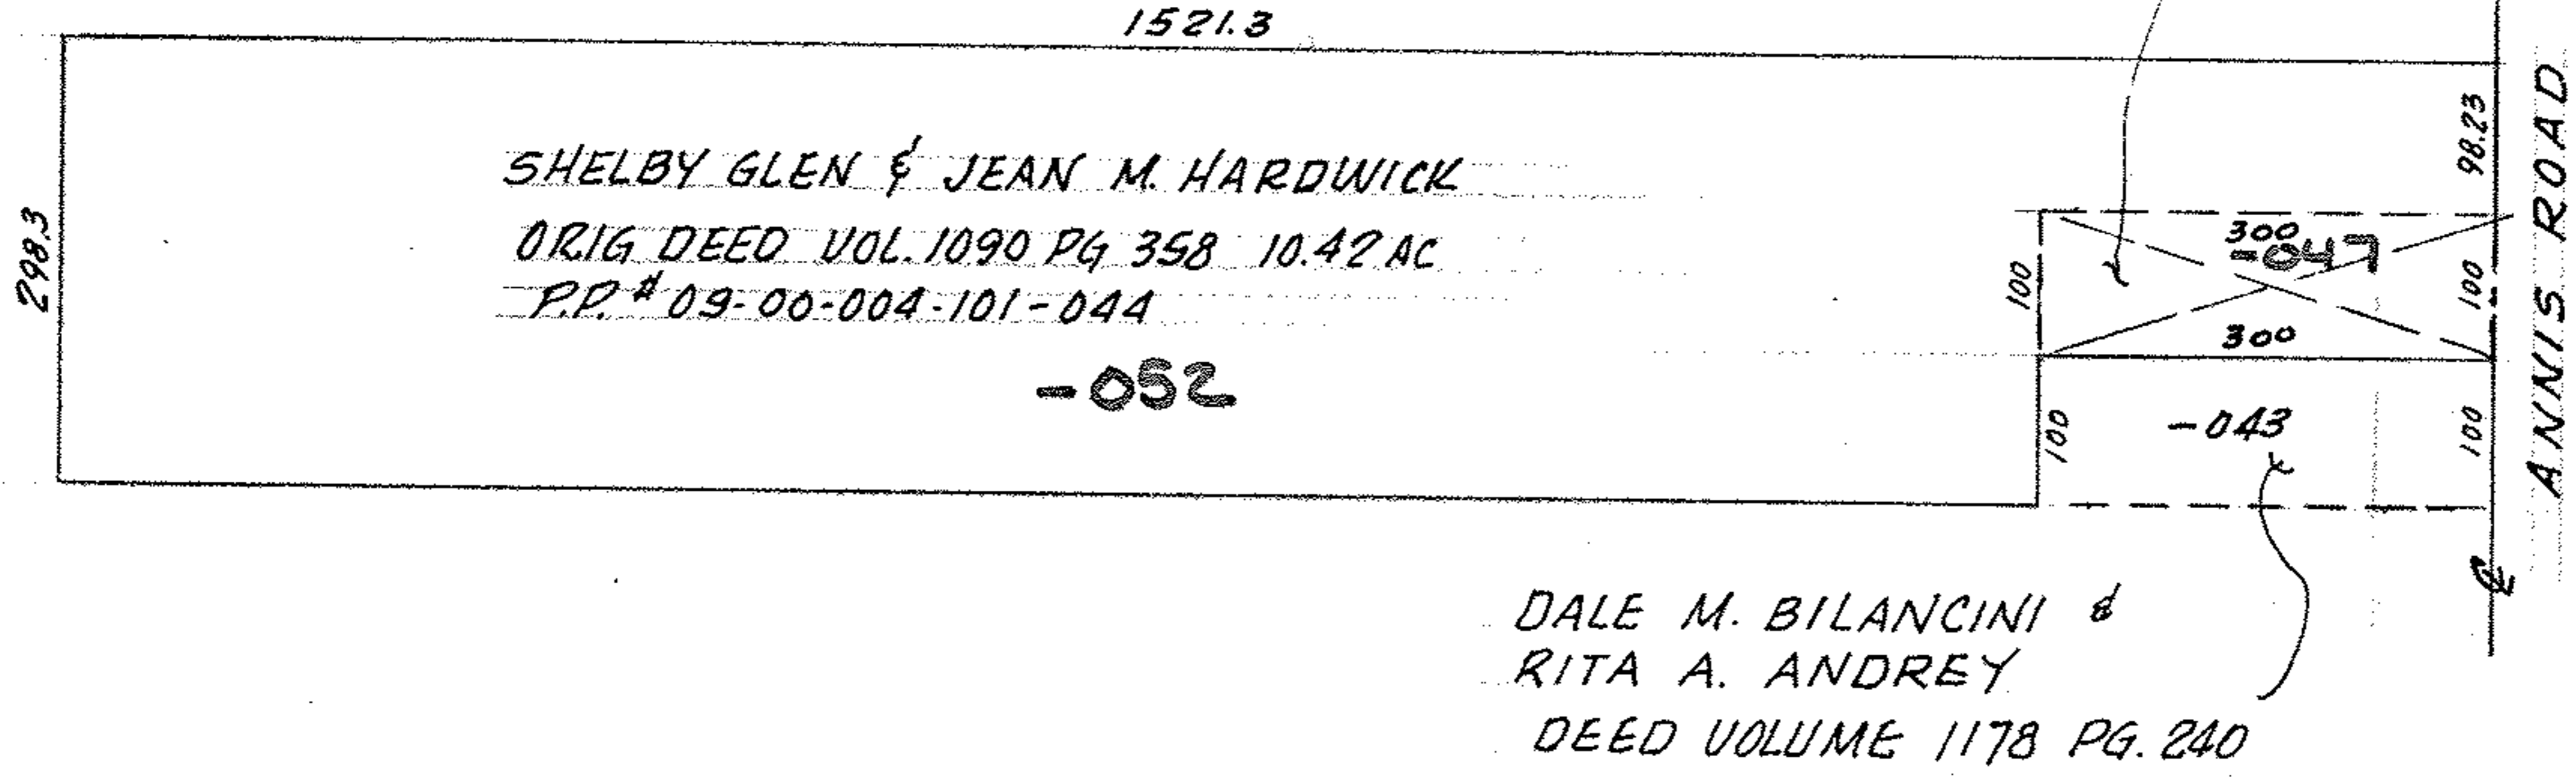 1521.3
298.3
SHELBY GLEN & JEAN M. HARDWICK
ORIG DEED VOL. 1090 PG 358 10.42 AC
P.P. # 09-00-004-101-044
-052
98.23
300
-047
100
100
300
100
-043
100
ANNIS ROAD
℄
DALE M. BILANCINI &
RITA A. ANDREY
DEED VOLUME 1178 PG. 240